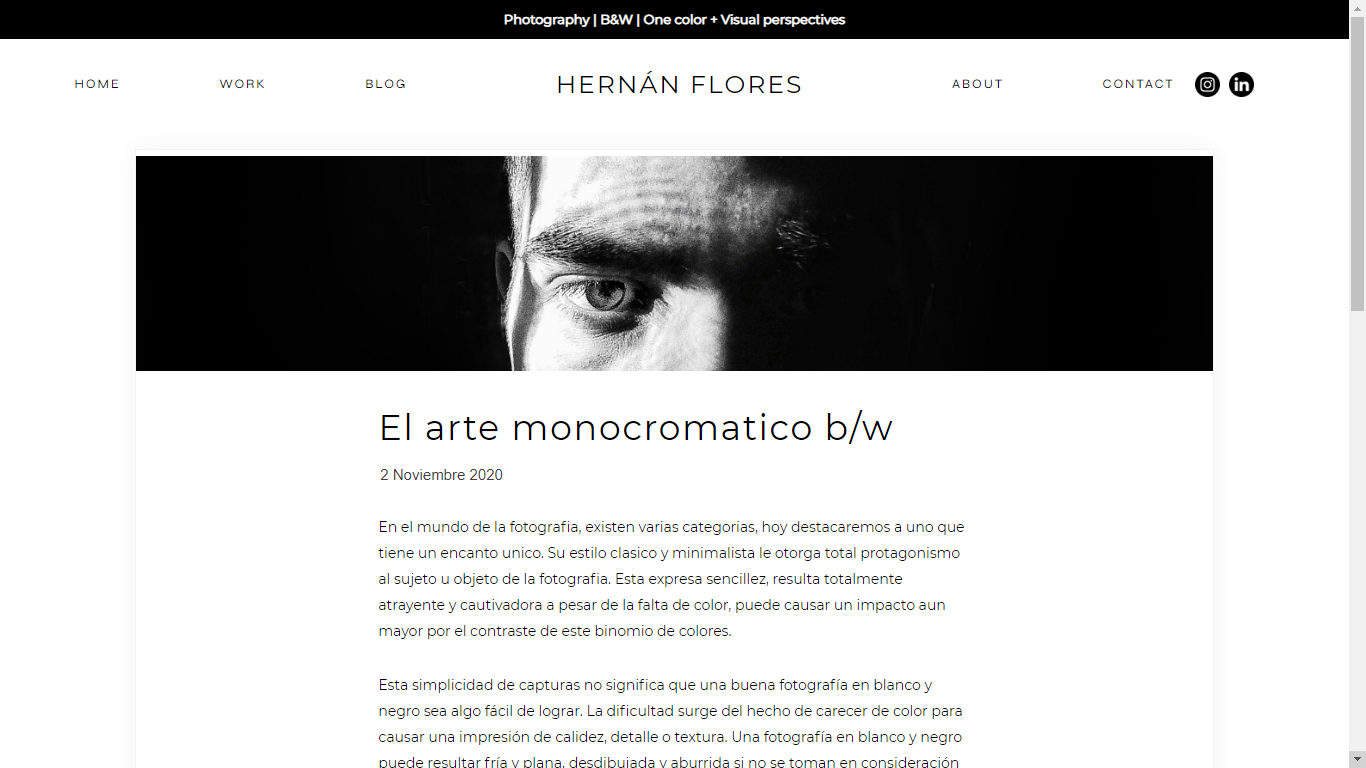 Photography | B&W | One color + Visual perspectives
HOME
WORK
BLOG
HERNÁN FLORES
ABOUT
CONTACT
in
El arte monocromatico b/w
2 Noviembre 2020
En el mundo de la fotografia, existen varias categorias, hoy destacaremos a uno que
tiene un encanto unico. Su estilo clasico y minimalista le otorga total protagonismo
al sujeto u objeto de la fotografia. Esta expresa sencillez, resulta totalmente
atrayente y cautivadora a pesar de la falta de color, puede causar un impacto aun
mayor por el contraste de este binomio de colores.
Esta simplicidad de capturas no significa que una buena fotografía en blanco y
negro sea algo fácil de lograr. La dificultad surge del hecho de carecer de color para
causar una impresión de calidez, detalle o textura. Una fotografía en blanco y negro
puede resultar fría y plana, desdibujada y aburrida si no se toman en consideración